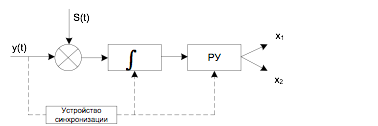 S(t)
y(t)
∫
РУ
x₁
x₂
Устройство
синхронизации